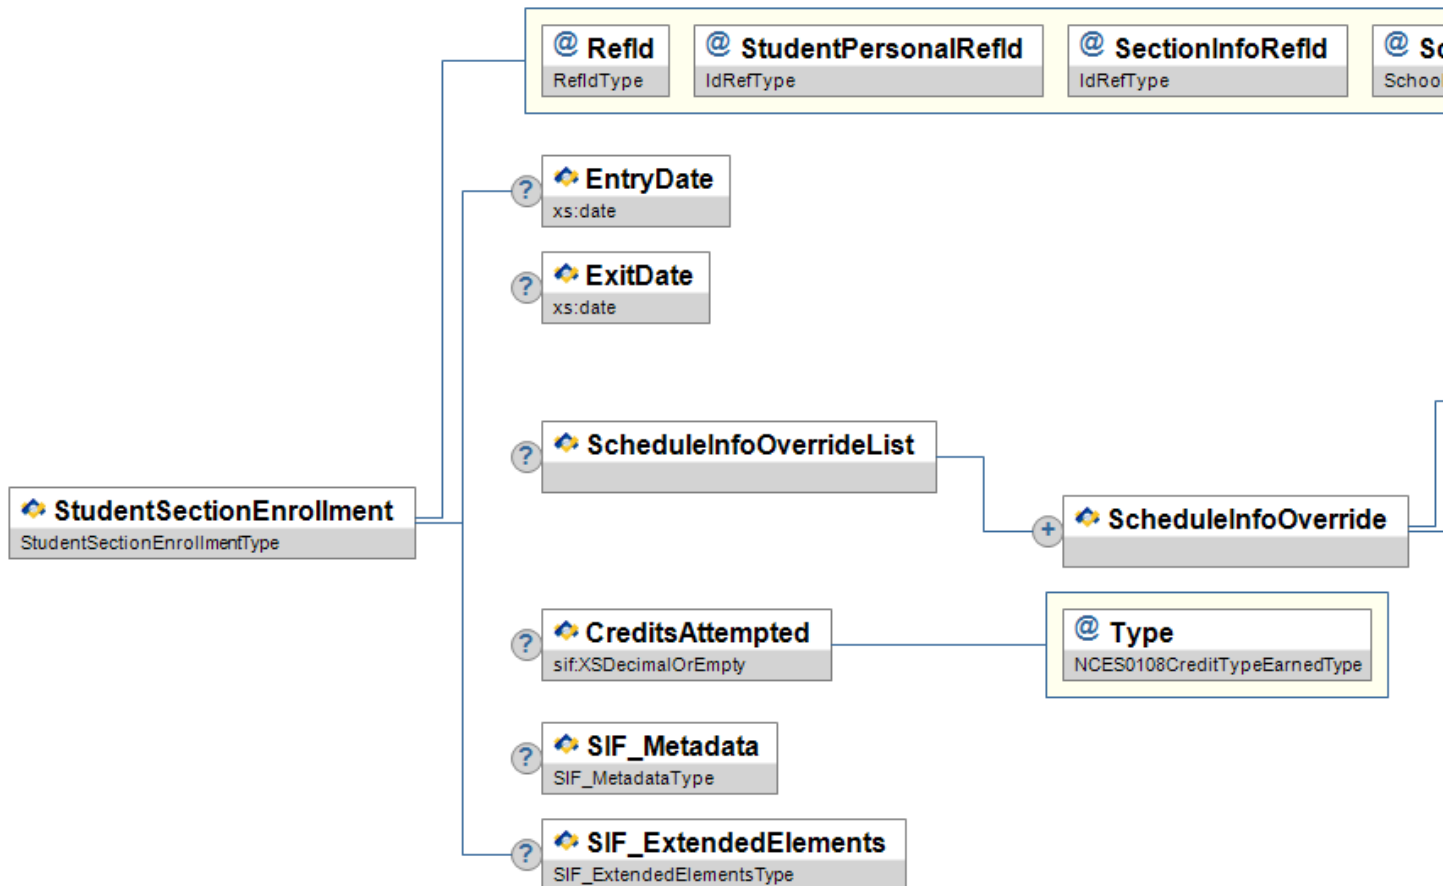 @ RefId
RefIdType
@ StudentPersonalRefId
IdRefType
@ SectionInfoRefId
IdRefType
@
? EntryDate
xs:date
? ExitDate
xs:date
? ScheduleInfoOverrideList
StudentSectionEnrollment
StudentSectionEnrollmentType
+ ScheduleInfoOverride
? CreditsAttempted
sif:XSDecimalOrEmpty
@ Type
NCES0108CreditTypeEarnedType
? SIF_Metadata
SIF_MetadataType
? SIF_ExtendedElements
SIF_ExtendedElementsType